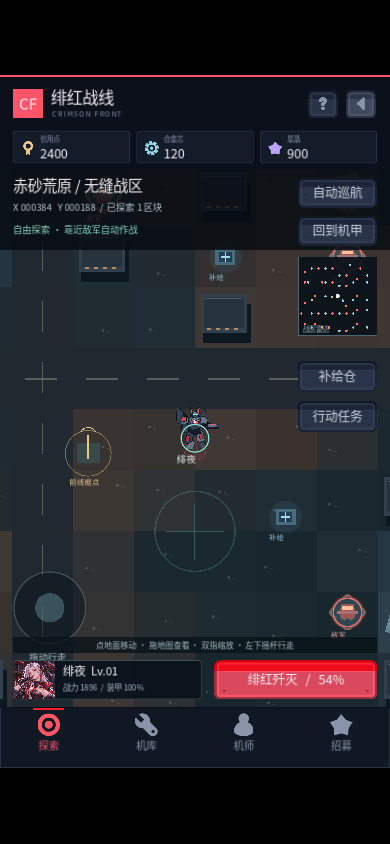 CF
绯红战线
CRIMSON FRONT
?
信用点
2400
合金芯
120
星晶
900
赤砂荒原 / 无缝战区
X 000384 Y 000188 / 已探索 1 区块
自由探索 · 靠近敌军自动作战
自动巡航
回到机甲
补给
补给仓
行动任务
绯夜
前线据点
补给
敌军
点地面移动 · 拖地图查看 · 双指缩放 · 左下摇杆行走
拖动行走
绯夜 Lv.01
战力 1896 / 装甲 100%
绯红歼灭 / 54%
探索
机库
机师
招募